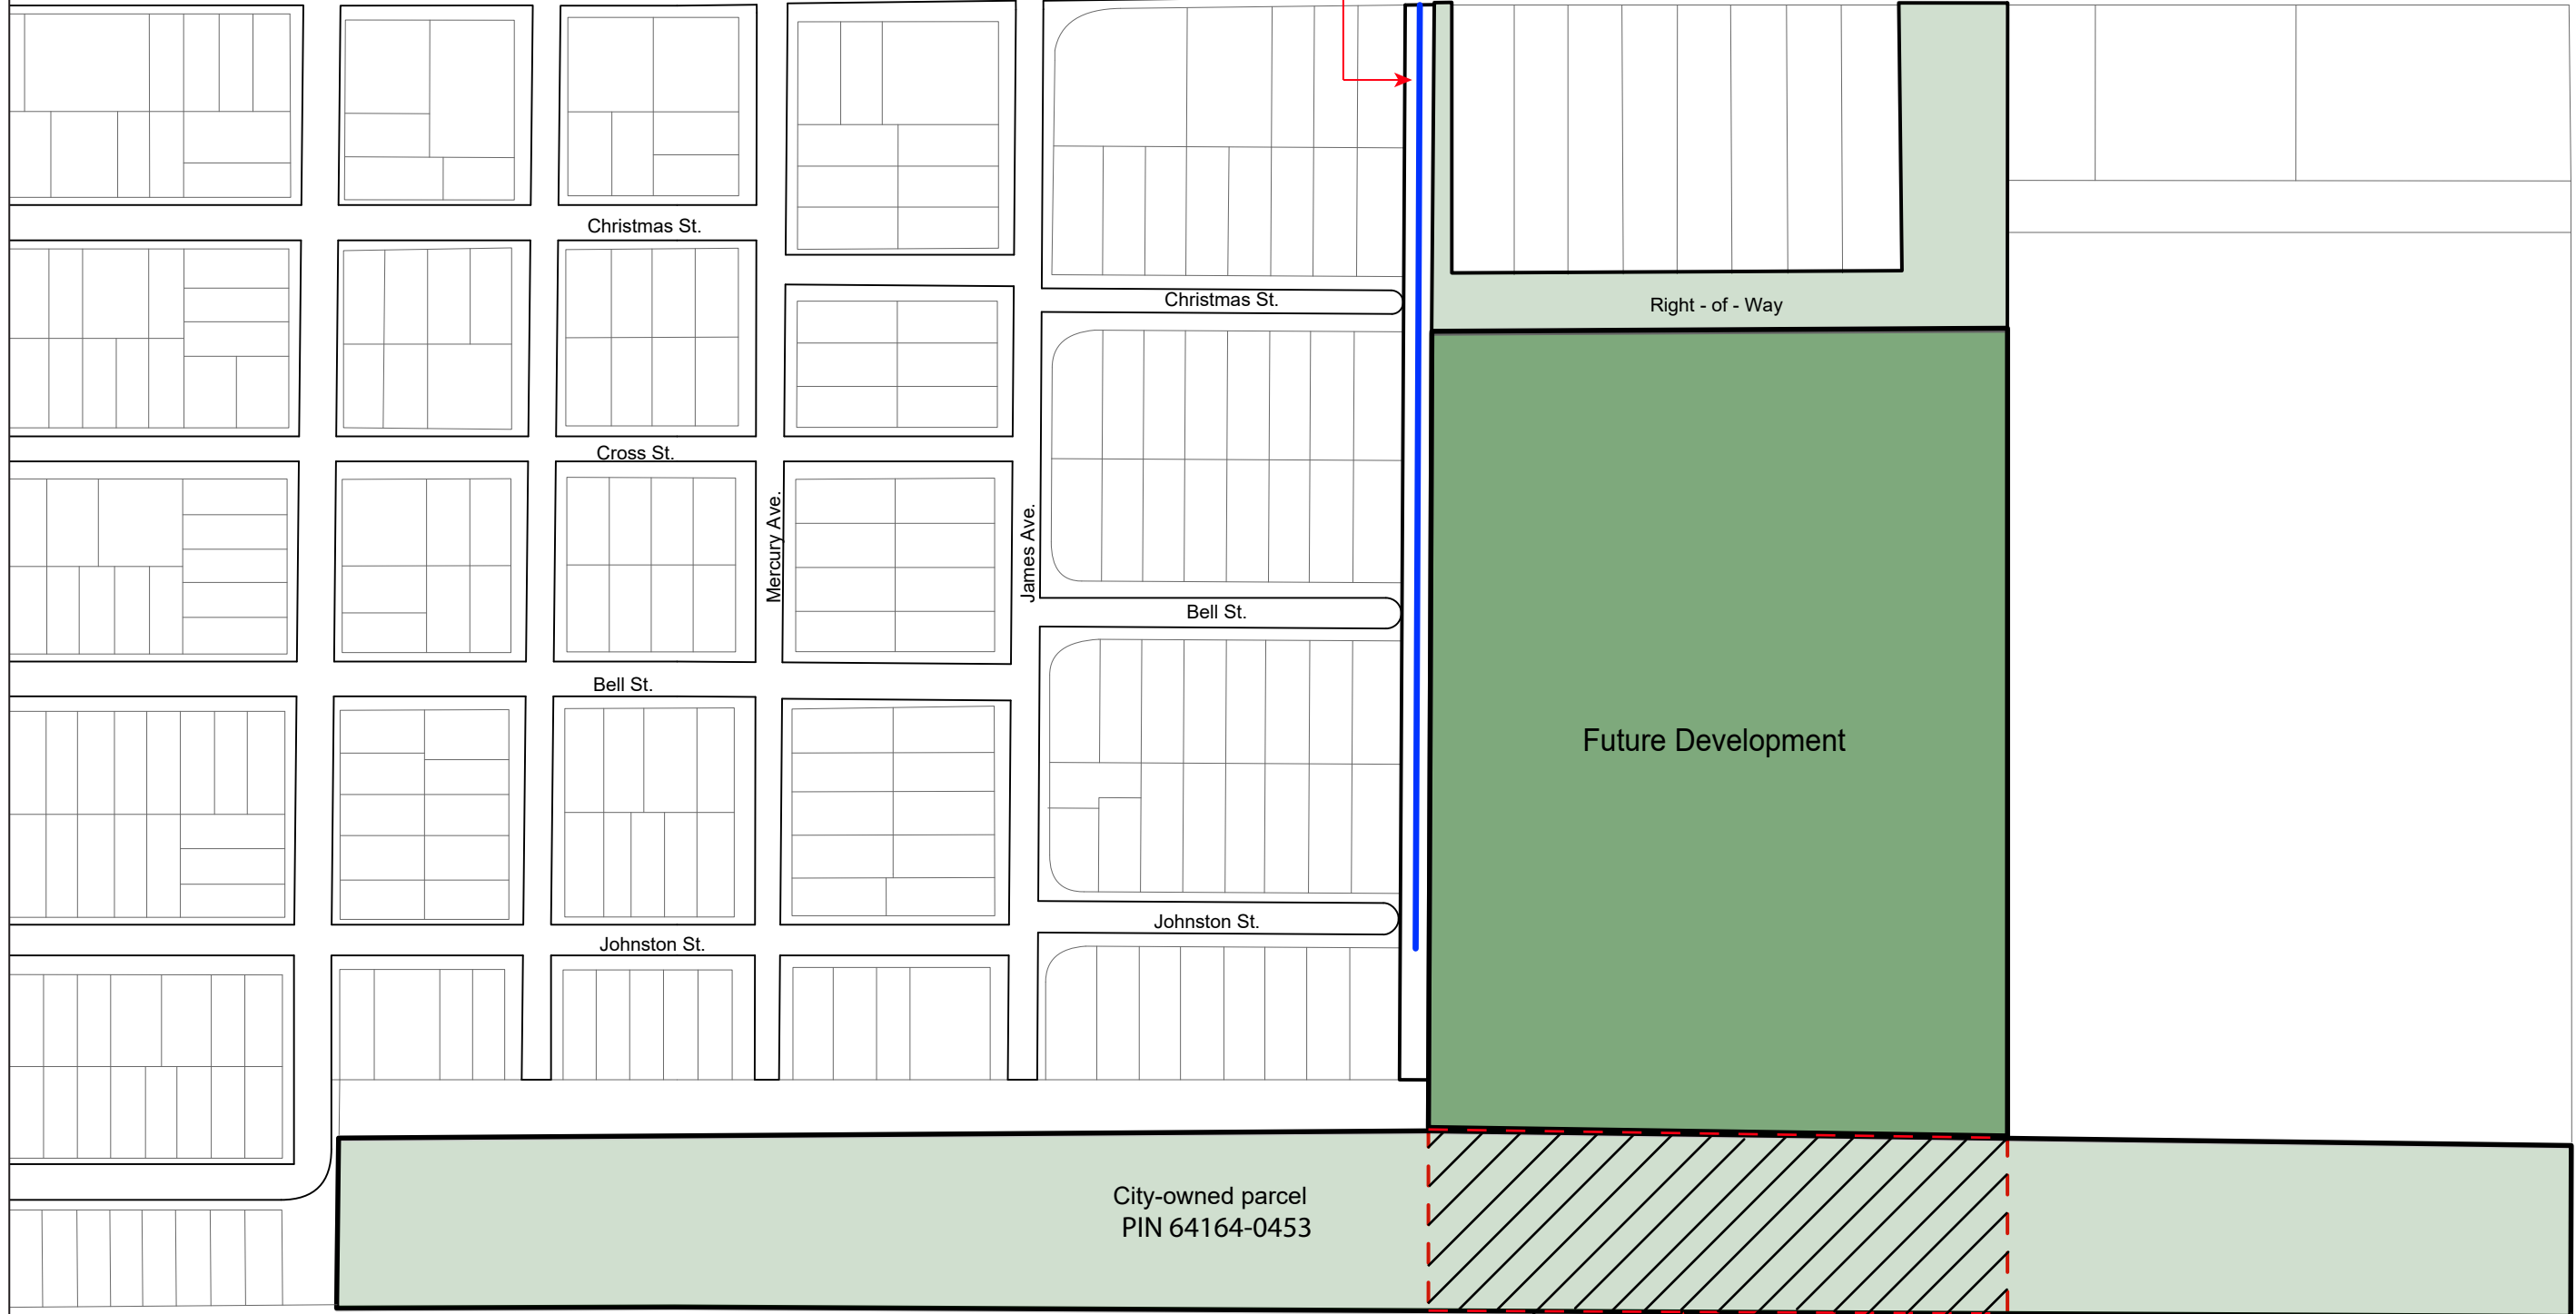 Christmas St.
Christmas St.
Right - of - Way
Cross St.
Mercury Ave.
James Ave.
Bell St.
Bell St.
Future Development
Johnston St.
Johnston St.
City-owned parcel
PIN 64164-0453